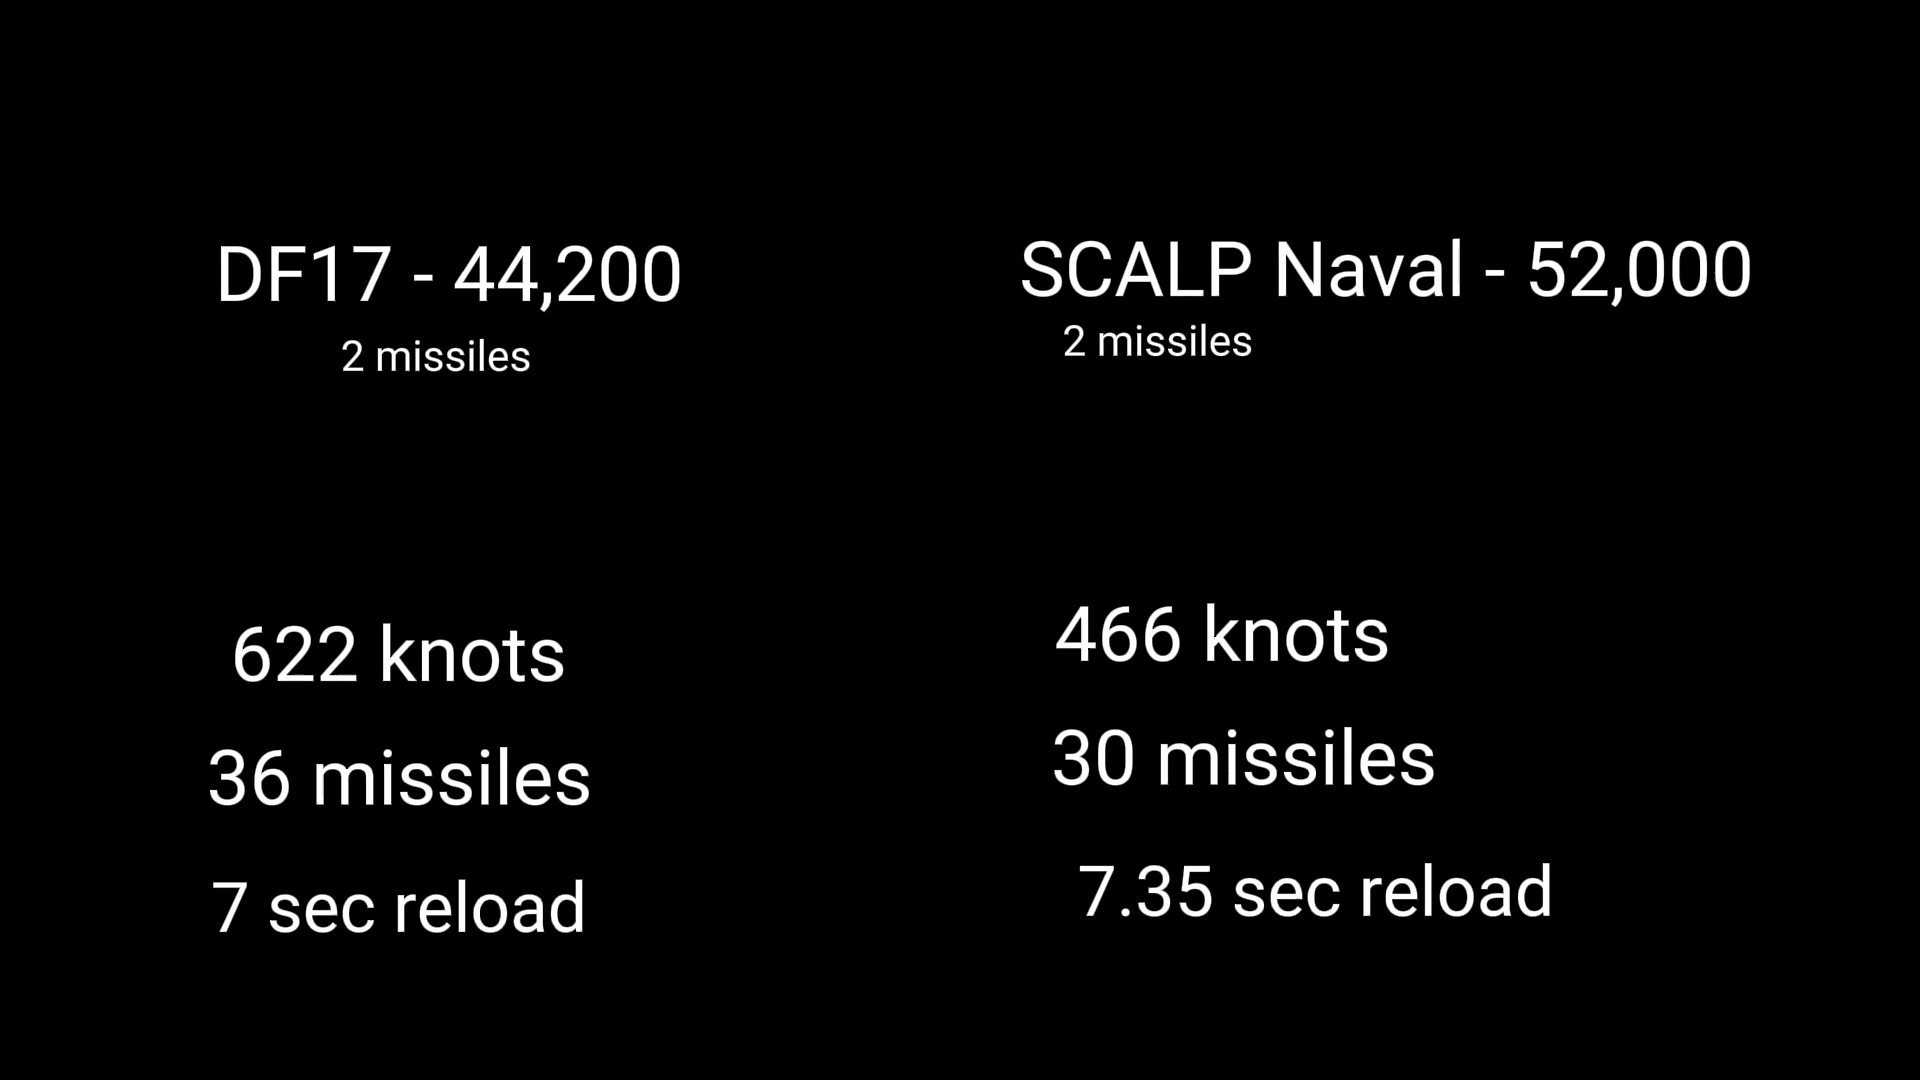 DF17 - 44,200
2 missiles
622 knots
36 missiles
7 sec reload
SCALP Naval - 52,000
2 missiles
466 knots
30 missiles
7.35 sec reload